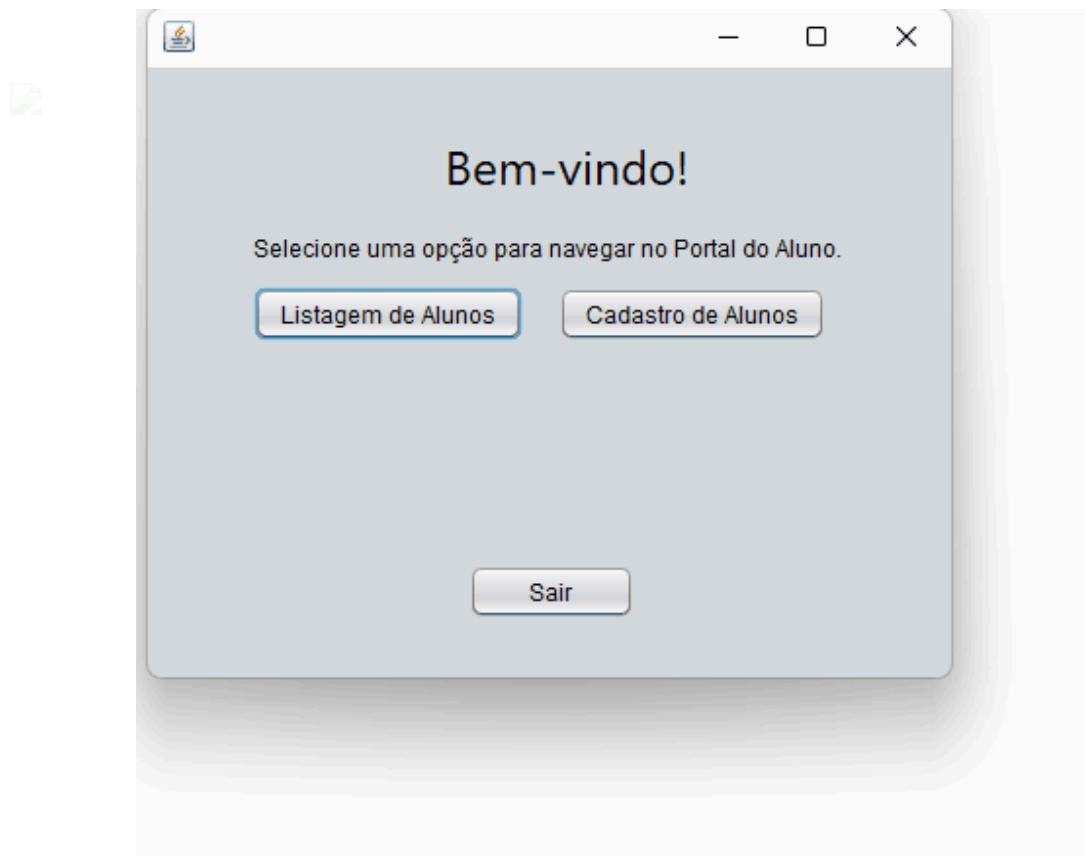 Bem-vindo!
Selecione uma opção para navegar no Portal do Aluno.
Listagem de Alunos Cadastro de Alunos
Sair